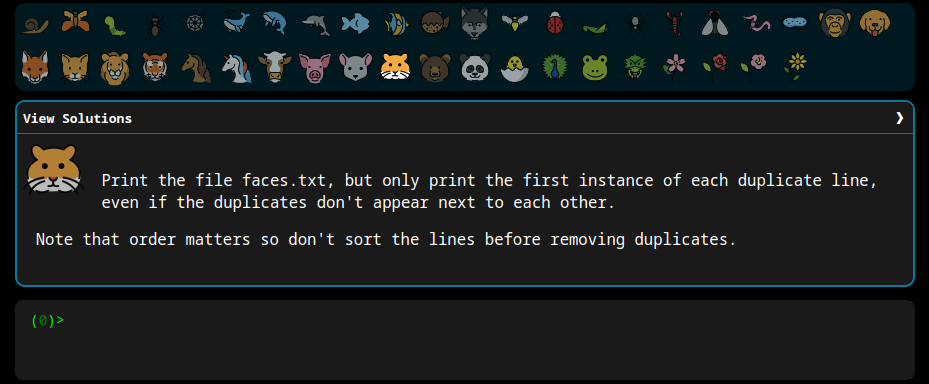 View Solutions ❯
Print the file faces.txt, but only print the first instance of each duplicate line,
even if the duplicates don't appear next to each other.
Note that order matters so don't sort the lines before removing duplicates.
(0)>